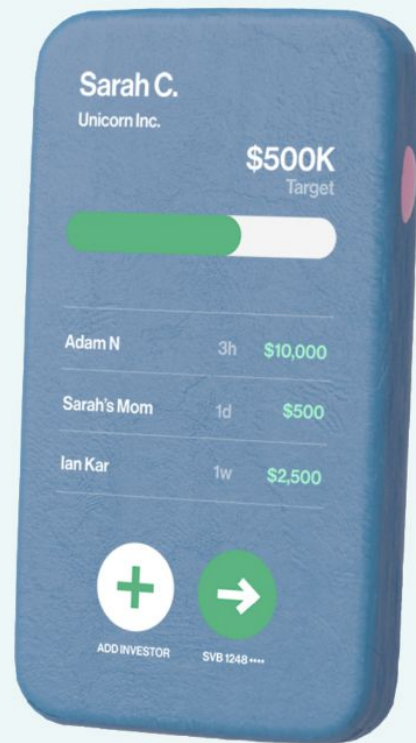 Sarah C.
Unicorn Inc.
$500K
Target
Adam N 3h $10,000
Sarah's Mom 1d $500
Ian Kar 1w $2,500
ADD INVESTOR SVB 1248 ••••